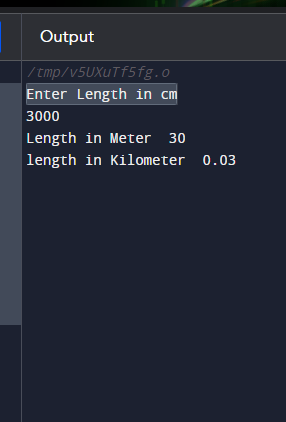 Output
/tmp/v5UXuTf5fg.o
Enter Length in cm
3000
Length in Meter  30
length in Kilometer  0.03